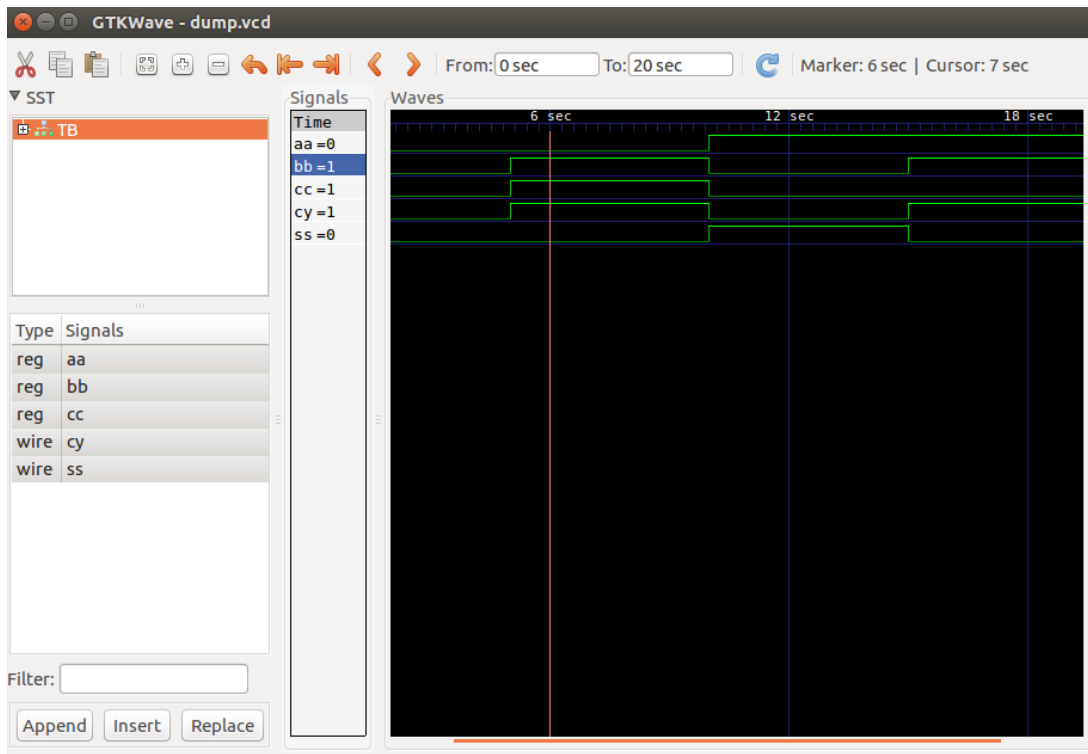 GTKWave - dump.vcd
From: 0 sec To: 20 sec Marker: 6 sec | Cursor: 7 sec
SST
TB
Type Signals
reg aa
reg bb
reg cc
wire cy
wire ss
Filter:
Append Insert Replace
Signals
Time
aa=0
bb=1
cc=1
cy=1
ss=0
Waves
6 sec 12 sec 18 sec